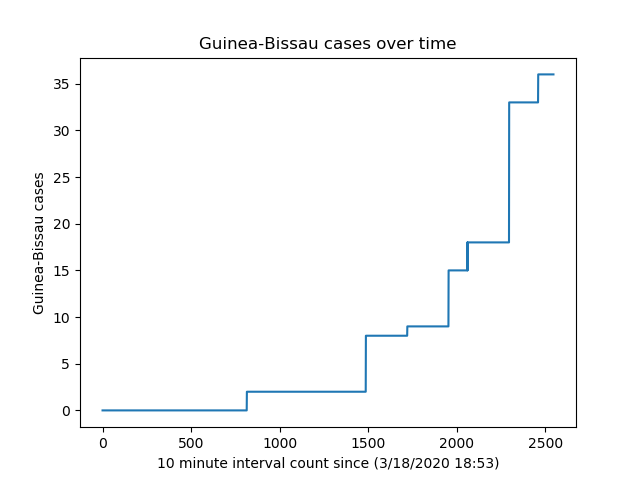 Guinea-Bissau cases over time
Guinea-Bissau cases
35
30
25
20
15
10
5
0
0 500 1000 1500 2000 2500
10 minute interval count since (3/18/2020 18:53)